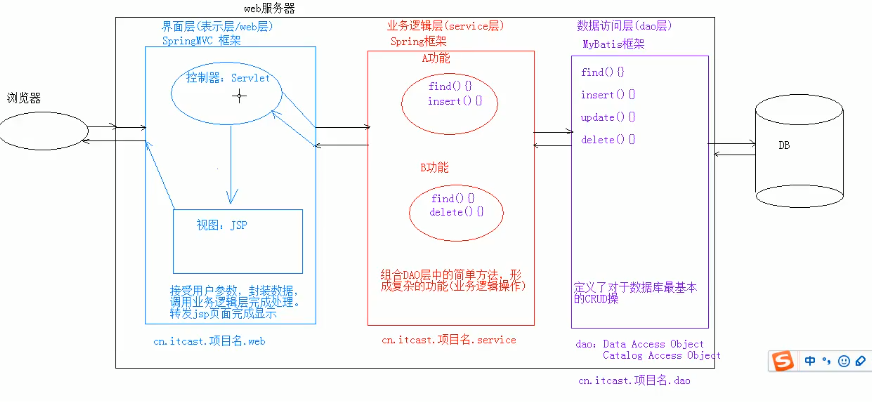 web服务器
浏览器
界面层(表示层/web层)
SpringMVC 框架
控制器：Servlet
视图：JSP
接受用户参数，封装数据，
调用业务逻辑层完成处理。
转发jsp页面完成显示
cn.itcast.项目名.web
业务逻辑层(service层)
Spring框架
A功能
find(){}
insert(){}
B功能
find(){}
delete(){}
组合DAO层中的简单方法，形
成复杂的功能(业务逻辑操作)
cn.itcast.项目名.service
数据访问层(dao层)
MyBatis框架
find(){}
insert(){}
update(){}
delete(){}
定义了对于数据库最基本
的CRUD操
dao：Data Access Object
Catalog Access Object
cn.itcast.项目名.dao
DB
S 中